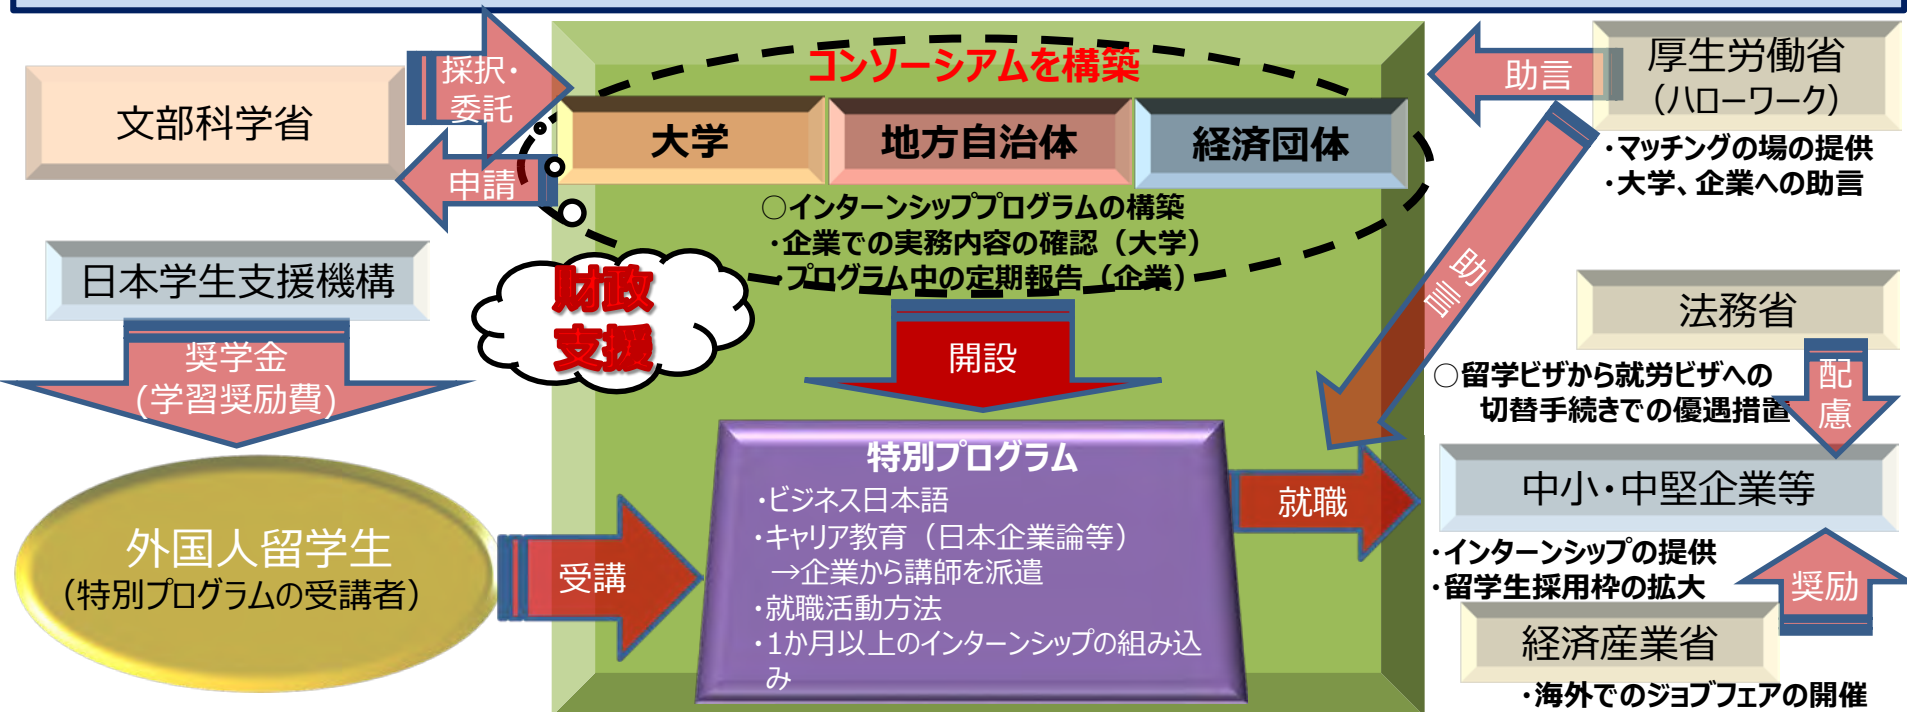 コンソーシアムを構築
文部科学省
採択・
委託
申請
大学
地方自治体
経済団体
○インターンシッププログラムの構築
・企業での実務内容の確認（大学）
・プログラム中の定期報告（企業）
財政
支援
日本学生支援機構
奨学金
(学習奨励費)
外国人留学生
（特別プログラムの受講者）
受講
開設
特別プログラム
・ビジネス日本語
・キャリア教育（日本企業論等）
→企業から講師を派遣
・就職活動方法
・1か月以上のインターンシップの組み込
み
就職
助言
厚生労働省
（ハローワーク）
・マッチングの場の提供
・大学、企業への助言
助言
法務省
○留学ビザから就労ビザへの
切替手続きでの優遇措置
配
慮
中小・中堅企業等
・インターンシップの提供
・留学生採用枠の拡大
奨励
経済産業省
・海外でのジョブフェアの開催